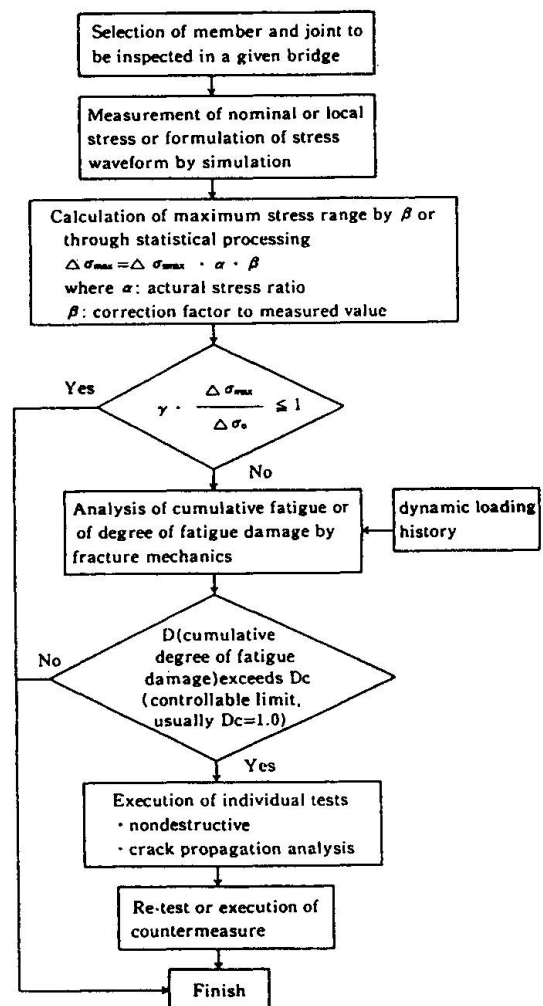 Selection of member and joint to
be inspected in a given bridge
Measurement of nominal or local
stress or formulation of stress
waveform by simulation
Calculation of maximum stress range by β or
through statistical processing
△σmax=△σ · α · β
where α: actural stress ratio
β: correction factor to measured value
Yes
γ · △σmax / △σ ≦ 1
No
Analysis of cumulative fatigue or
of degree of fatigue damage by
fracture mechanics
dynamic loading
history
No
D(cumulative
degree of fatigue
damage)exceeds Dc
(controllable limit,
usually Dc=1.0)
Yes
Execution of individual tests
· nondestructive
· crack propagation analysis
Re-test or execution of
countermeasure
Finish